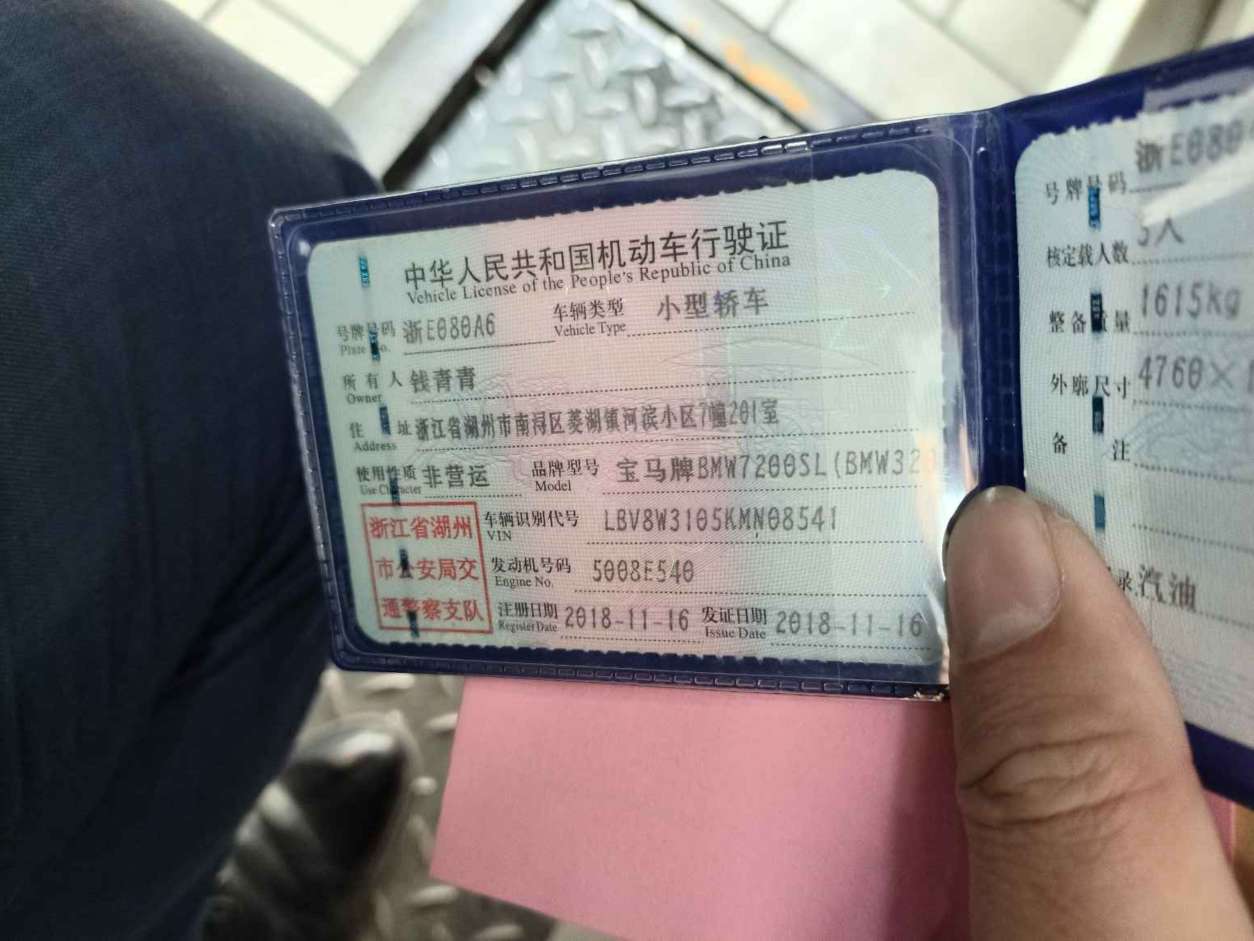 中华人民共和国机动车行驶证
Vehicle License of the People's Republic of China
号牌号码 浙E080A6 车辆类型 小型轿车
Plate No. Vehicle Type
所有人 钱青青
Owner
住址 浙江省湖州市南浔区菱湖镇河滨小区7幢201室
Address
使用性质 非营运 品牌型号 宝马牌BMW7200SL(BMW32
Use Character Model
浙江省湖州
市公安局交
通警察支队
车辆识别代号 LBV8W3105KMN08541
VIN
发动机号码 5008E540
Engine No.
注册日期 2018-11-16 发证日期 2018-11-16
Register Date Issue Date
号牌号码 浙E080
核定载人数 5人
整备质量 1615kg
外廓尺寸 4760×
备注
录 汽油